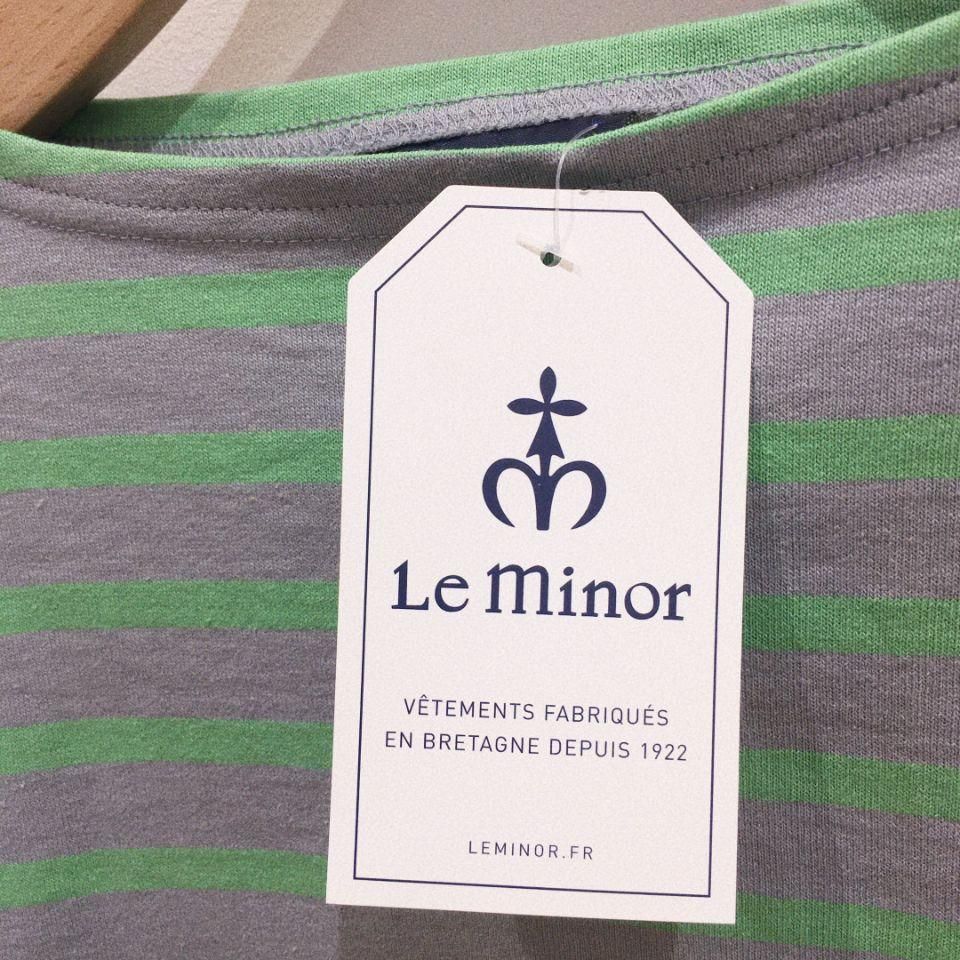 Le Minor
VÊTEMENTS FABRIQUÉS
EN BRETAGNE DEPUIS 1922
LEMINOR.FR